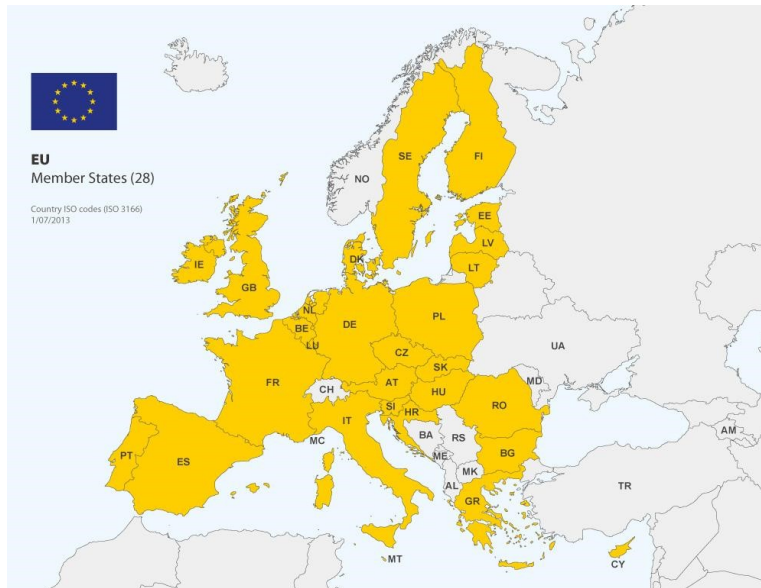 EU
Member States (28)
Country ISO codes (ISO 3166)
1/07/2013
SE
FI
NO
EE
LV
LT
DK
IE
GB
NL
BE
LU
DE
PL
CZ
SK
UA
FR
CH
AT
HU
MD
SI
HR
RO
IT
MC
BA
RS
ME
MK
BG
AL
AM
PT
ES
GR
TR
MT
CY